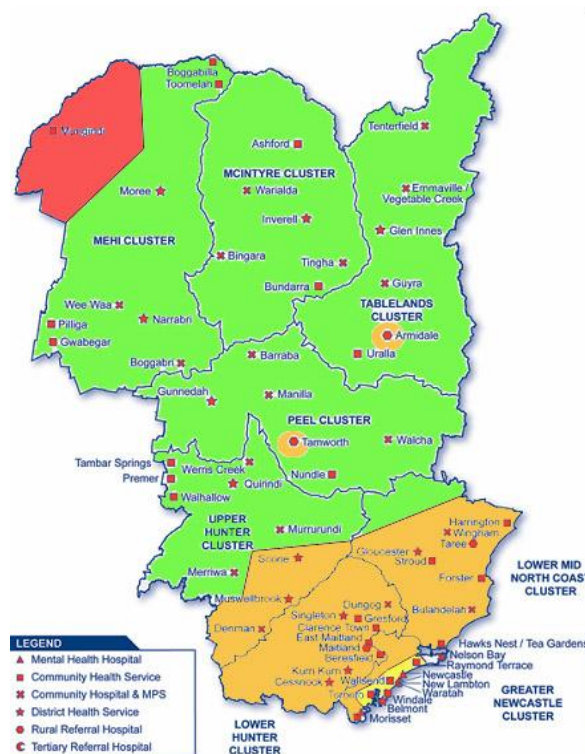 Boggabilla
Toomelah
Mungindi
Tenterfield
Ashford
MCINTYRE CLUSTER
Warialda
Emmaville /
Vegetable Creek
Moree
Inverell
Glen Innes
MEHI CLUSTER
Bingara
Tingha
Guyra
Bundarra
TABLELANDS
CLUSTER
Wee Waa
Narrabri
Pilliga
Gwabegar
Armidale
Uralla
Boggabri
Barraba
Gunnedah
Manilla
PEEL CLUSTER
Tamworth
Walcha
Tambar Springs
Premer
Werris Creek
Quirindi
Nundle
Walhallow
UPPER
HUNTER
CLUSTER
Murrurundi
Merriwa
Scone
Harrington
Wingham
Taree
Gloucester
Stroud
LOWER MID
NORTH COAST
CLUSTER
Forster
Muswellbrook
Denman
Dungog
Bulahdelah
Singleton
Gresford
Clarence Town
East Maitland
Maitland
Beresfield
Hawks Nest / Tea Gardens
Nelson Bay
Raymond Terrace
Kurri Kurri
Cessnock
Wallsend
Newcastle
New Lambton
Waratah
Toronto
Windale
Belmont
Morisset
GREATER
NEWCASTLE
CLUSTER
LOWER
HUNTER
CLUSTER
LEGEND
Mental Health Hospital
Community Health Service
Community Hospital & MPS
District Health Service
Rural Referral Hospital
Tertiary Referral Hospital